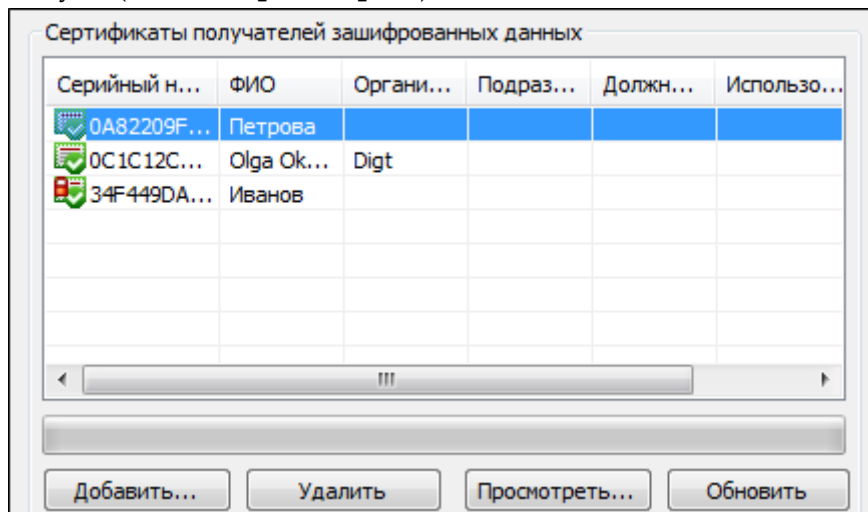 Сертификаты получателей зашифрованных данных
Серийный н... ФИО Органи... Подраз... Должн... Использо...
0A82209F... Петрова
0C1C12C... Olga Ok... Digt
34F449DA... Иванов
Добавить... Удалить Просмотреть... Обновить